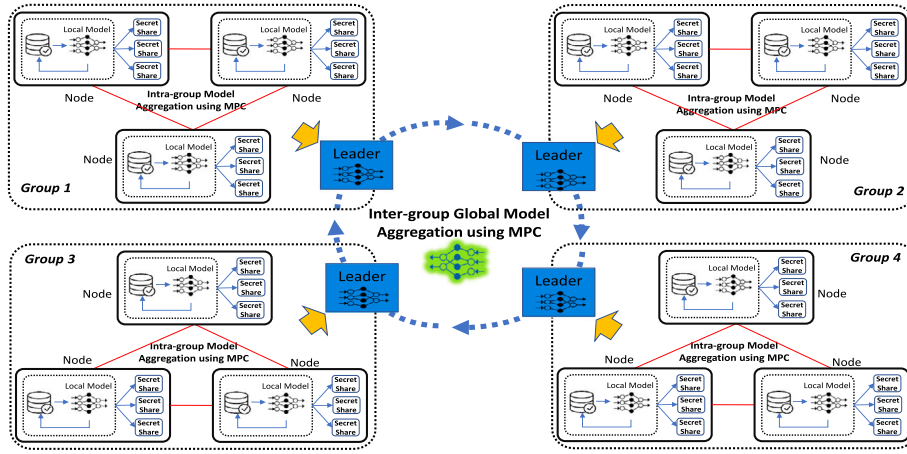 Local Model
Secret
Share
Secret
Share
Secret
Share
Local Model
Secret
Share
Secret
Share
Secret
Share
Node
Intra-group Model
Aggregation using MPC
Node
Node
Local Model
Secret
Share
Secret
Share
Secret
Share
Group 1
Leader
Local Model
Secret
Share
Secret
Share
Secret
Share
Local Model
Secret
Share
Secret
Share
Secret
Share
Node
Intra-group Model
Aggregation using MPC
Node
Local Model
Secret
Share
Secret
Share
Secret
Share
Node
Group 2
Leader
Inter-group Global Model
Aggregation using MPC
Group 3
Node
Local Model
Secret
Share
Secret
Share
Secret
Share
Leader
Node
Intra-group Model
Aggregation using MPC
Node
Local Model
Secret
Share
Secret
Share
Secret
Share
Local Model
Secret
Share
Secret
Share
Secret
Share
Leader
Local Model
Secret
Share
Secret
Share
Secret
Share
Node
Group 4
Node
Intra-group Model
Aggregation using MPC
Node
Local Model
Secret
Share
Secret
Share
Secret
Share
Local Model
Secret
Share
Secret
Share
Secret
Share